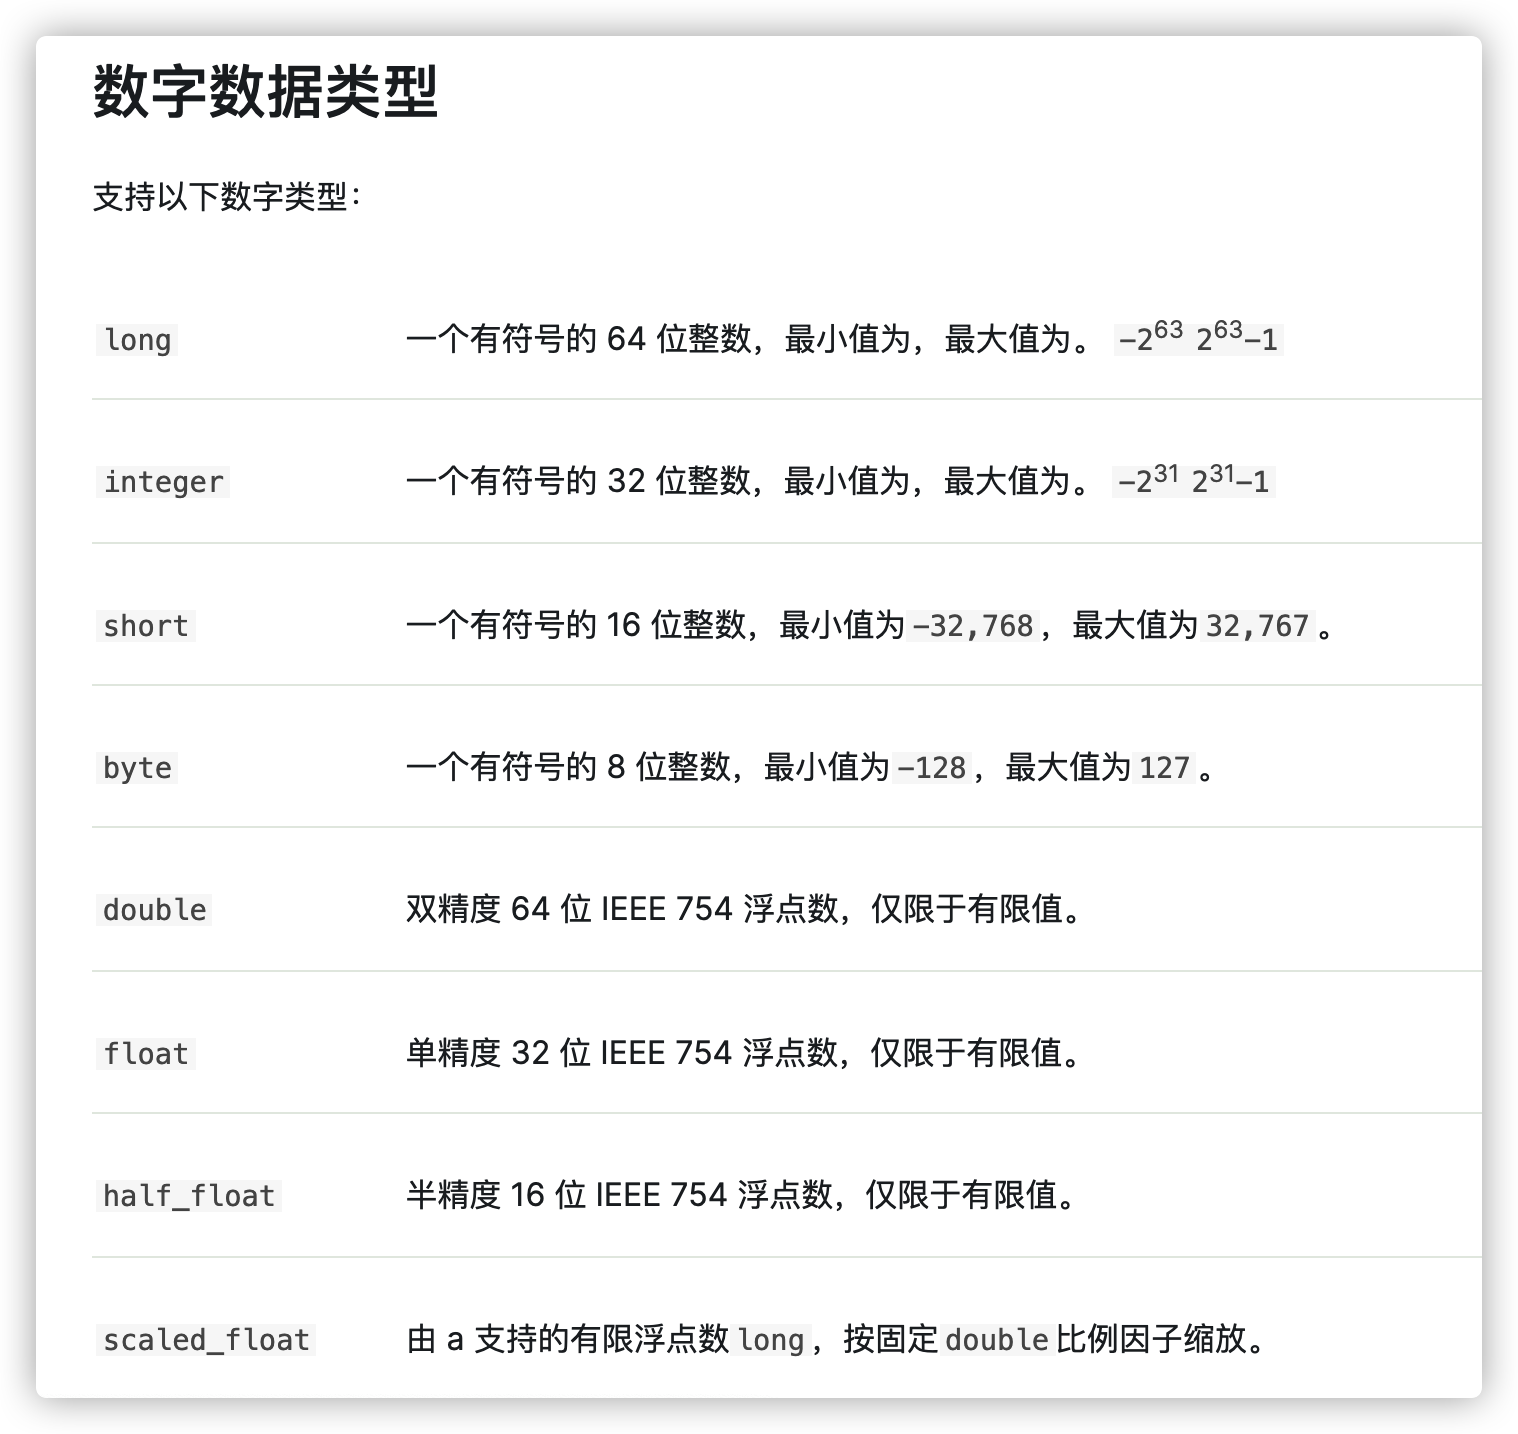 数字数据类型
支持以下数字类型：
long 一个有符号的 64 位整数，最小值为，最大值为。 -2⁶³ 2⁶³-1
integer 一个有符号的 32 位整数，最小值为，最大值为。 -2³¹ 2³¹-1
short 一个有符号的 16 位整数，最小值为-32,768，最大值为32,767。
byte 一个有符号的 8 位整数，最小值为-128，最大值为127。
double 双精度 64 位 IEEE 754 浮点数，仅限于有限值。
float 单精度 32 位 IEEE 754 浮点数，仅限于有限值。
half_float 半精度 16 位 IEEE 754 浮点数，仅限于有限值。
scaled_float 由 a 支持的有限浮点数long，按固定double比例因子缩放。